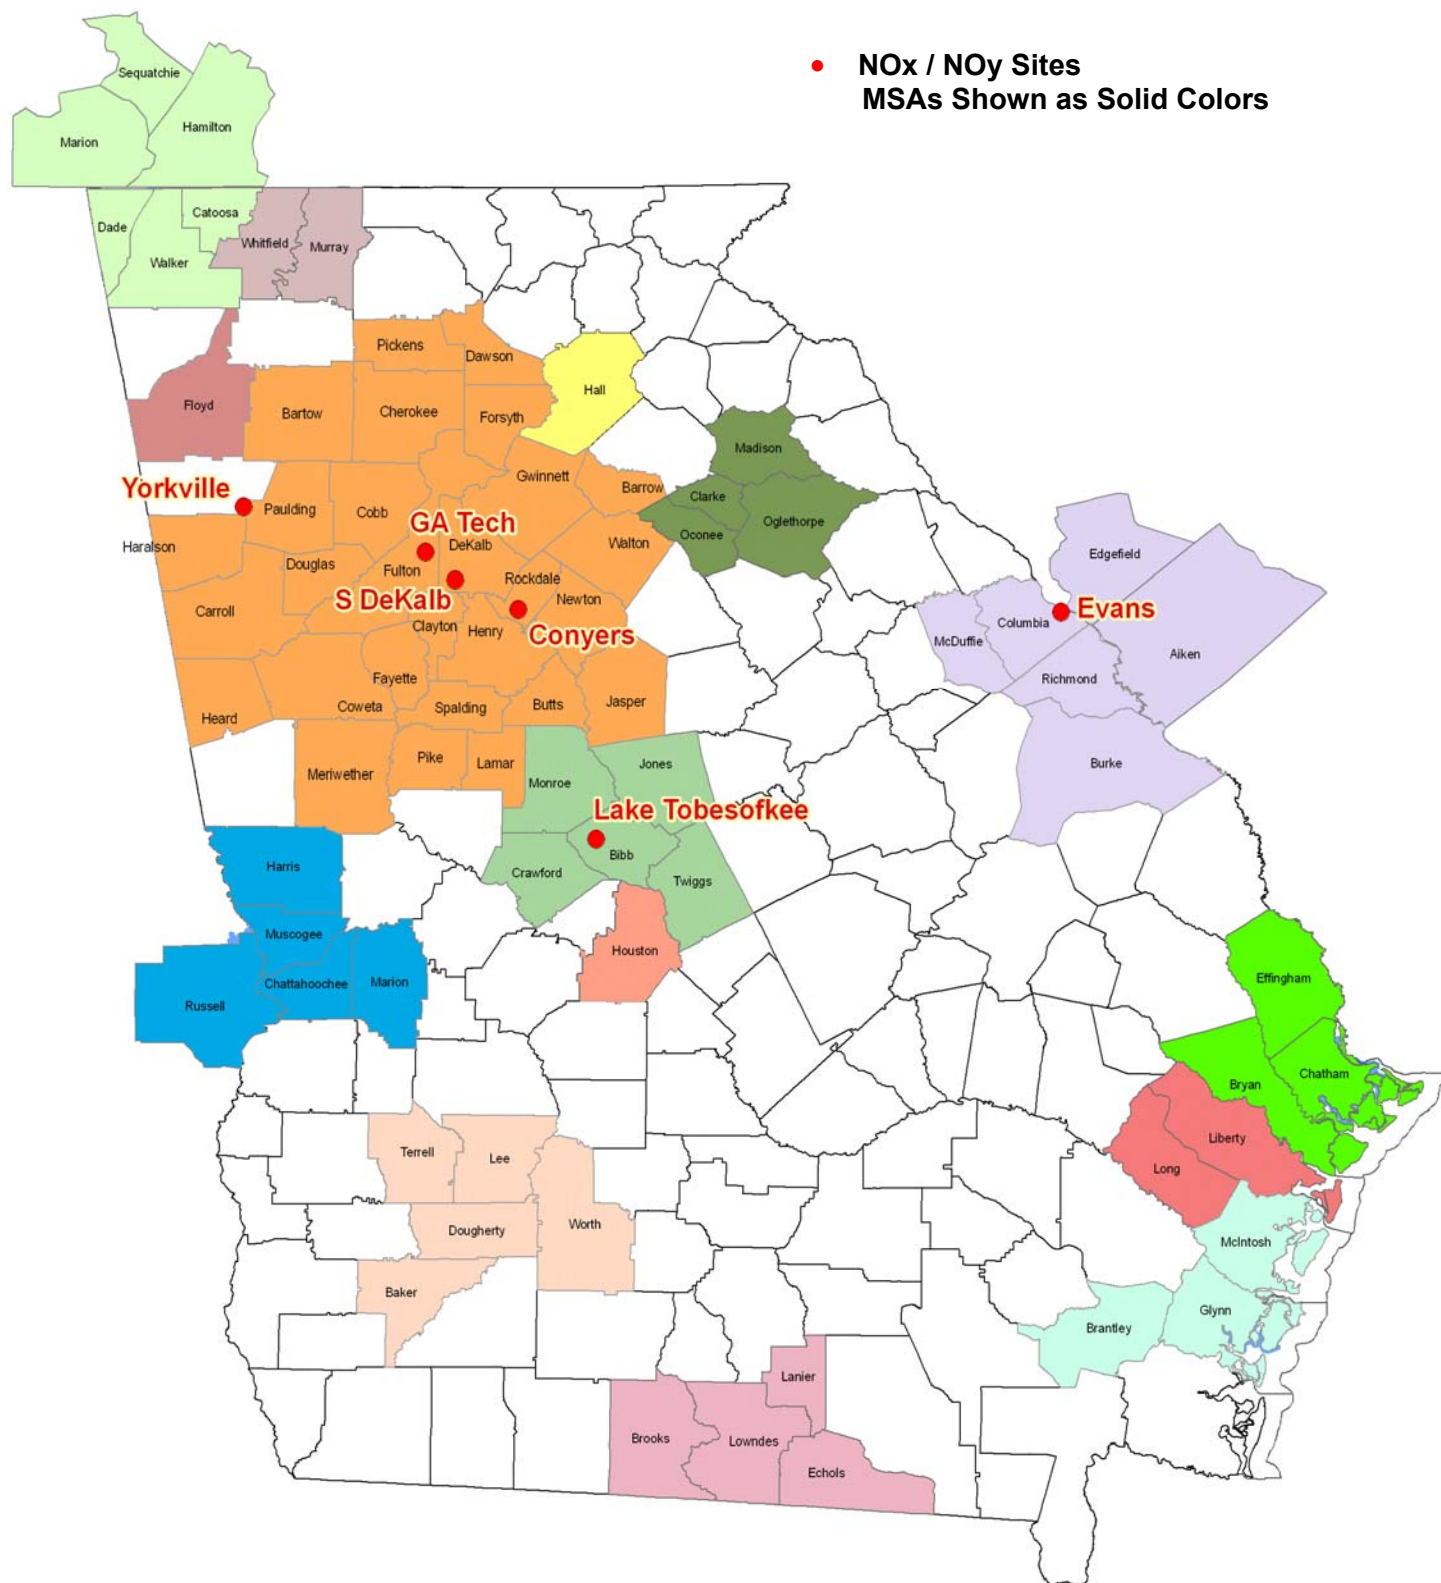 NOx / NOy Sites
MSAs Shown as Solid Colors
Sequatchie
Marion
Hamilton
Dade
Catoosa
Walker
Whitfield
Murray
Pickens
Dawson
Hall
Floyd
Bartow
Cherokee
Forsyth
Madison
Gwinnett
Barrow
Clarke
Oglethorpe
Oconee
Yorkville
Paulding
Cobb
GA Tech
DeKalb
Walton
Haralson
Douglas
Fulton
Rockdale
Edgefield
S DeKalb
Newton
Evans
Carroll
Clayton
Henry
Conyers
Columbia
McDuffie
Aiken
Richmond
Fayette
Heard
Coweta
Spalding
Butts
Jasper
Meriwether
Pike
Lamar
Monroe
Jones
Burke
Lake Tobesofkee
Harris
Crawford
Bibb
Twiggs
Muscogee
Houston
Russell
Chattahoochee
Marion
Effingham
Bryan
Chatham
Terrell
Lee
Liberty
Long
Dougherty
Worth
McIntosh
Baker
Brantley
Glynn
Lanier
Brooks
Lowndes
Echols